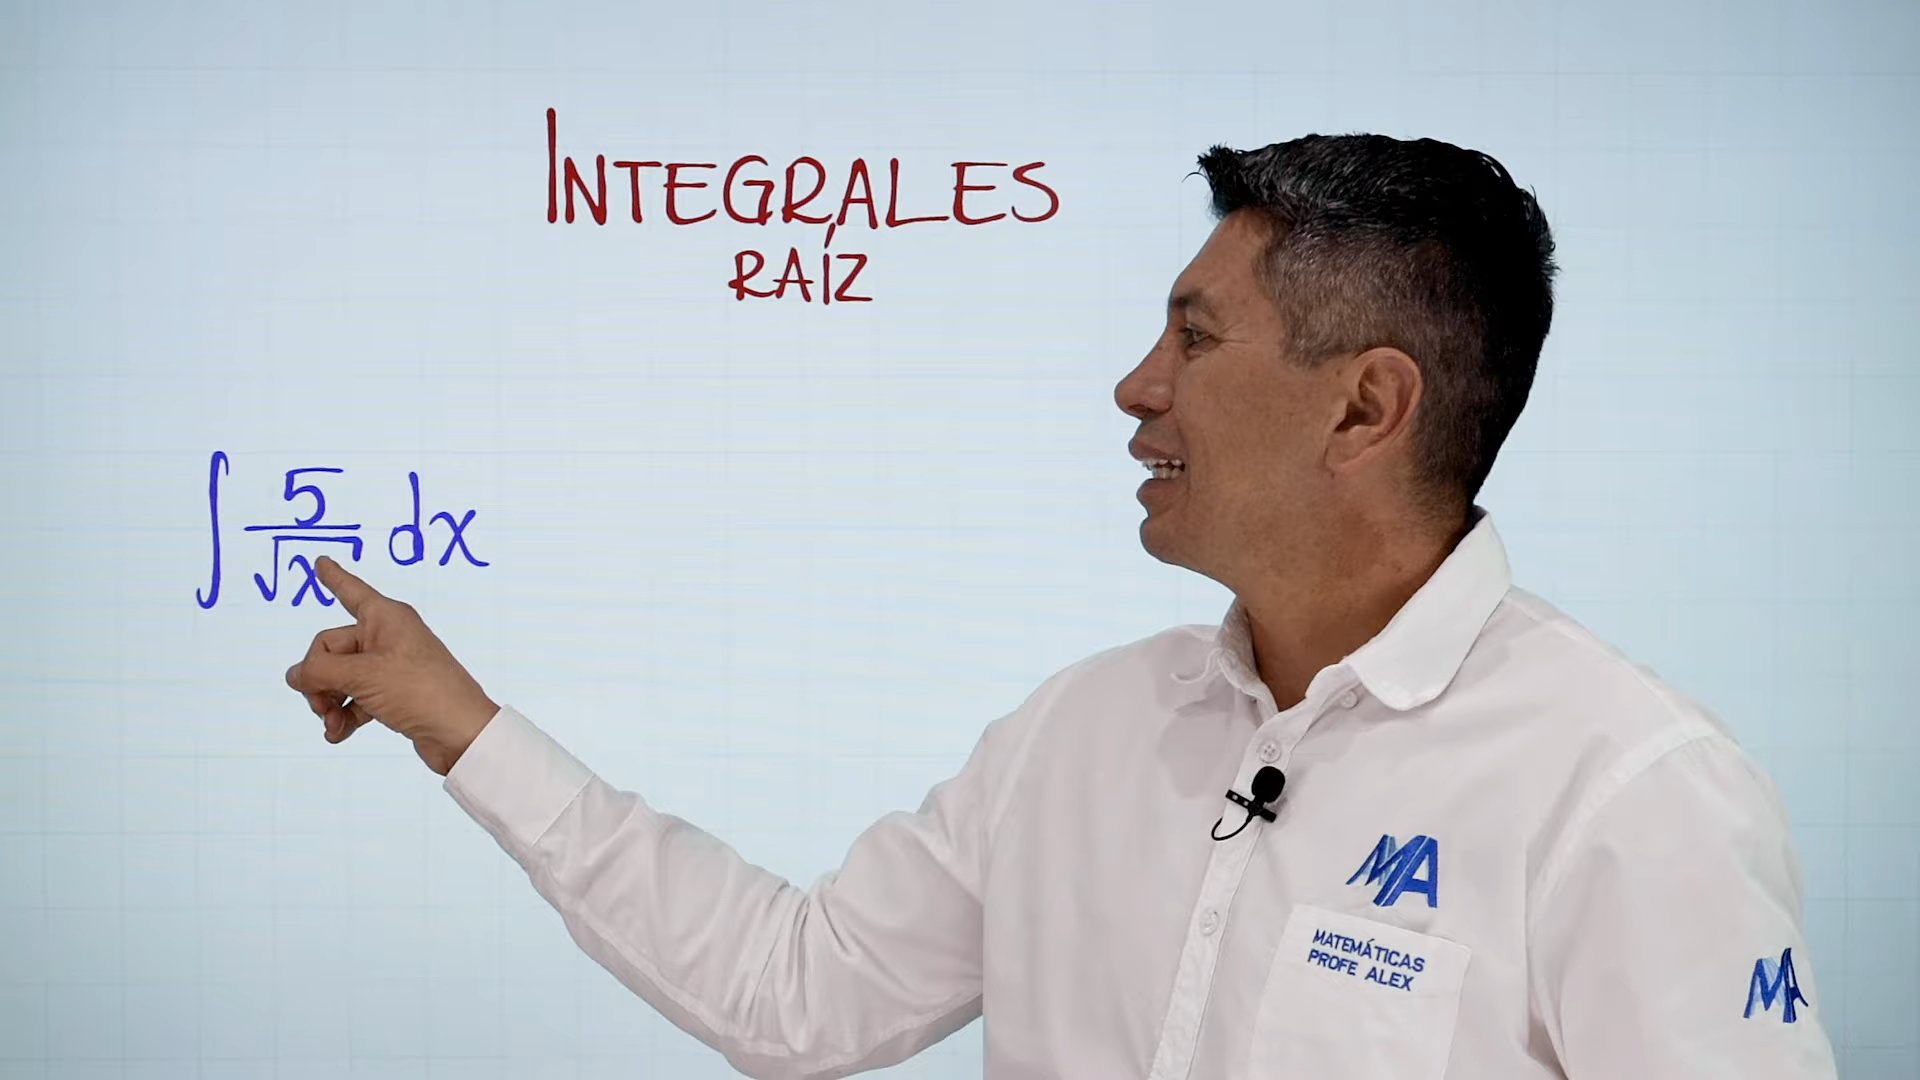 INTEGRALES
RAÍZ
∫ 5/√x dx
MA
MATEMÁTICAS
PROFE ALEX
MA